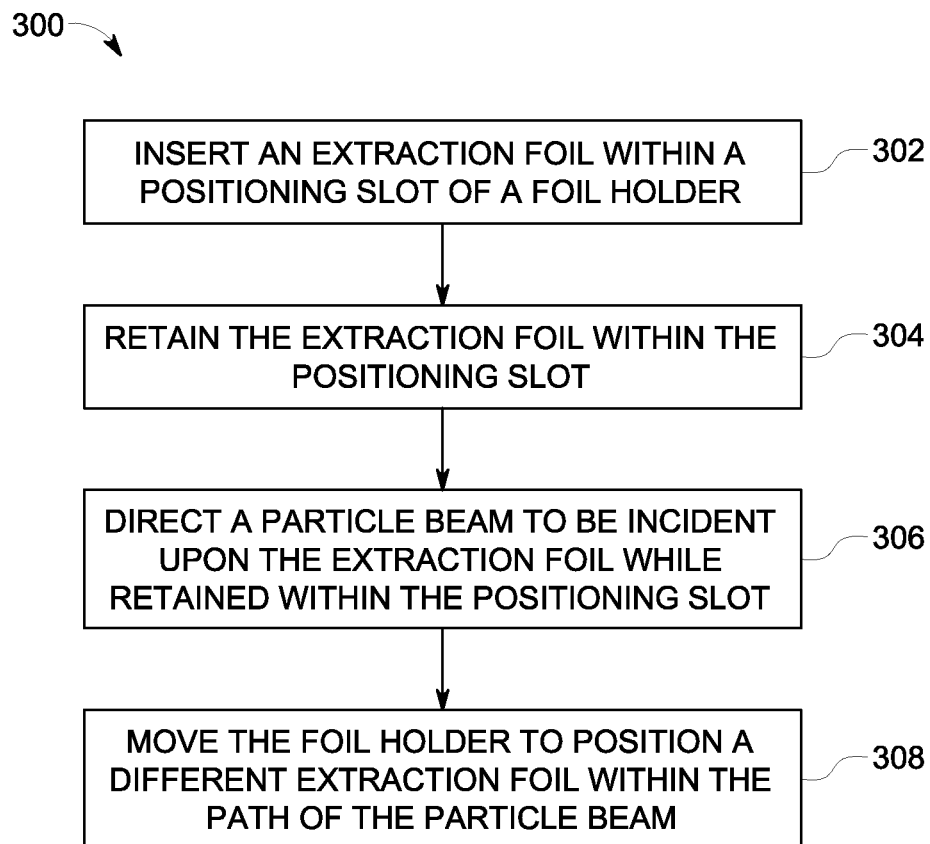 300
INSERT AN EXTRACTION FOIL WITHIN A
POSITIONING SLOT OF A FOIL HOLDER
302
RETAIN THE EXTRACTION FOIL WITHIN THE
POSITIONING SLOT
304
DIRECT A PARTICLE BEAM TO BE INCIDENT
UPON THE EXTRACTION FOIL WHILE
RETAINED WITHIN THE POSITIONING SLOT
306
MOVE THE FOIL HOLDER TO POSITION A
DIFFERENT EXTRACTION FOIL WITHIN THE
PATH OF THE PARTICLE BEAM
308